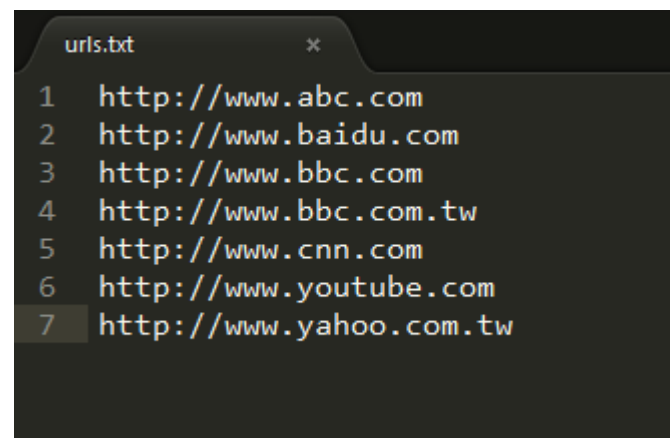 urls.txt ×
1 http://www.abc.com
2 http://www.baidu.com
3 http://www.bbc.com
4 http://www.bbc.com.tw
5 http://www.cnn.com
6 http://www.youtube.com
7 http://www.yahoo.com.tw